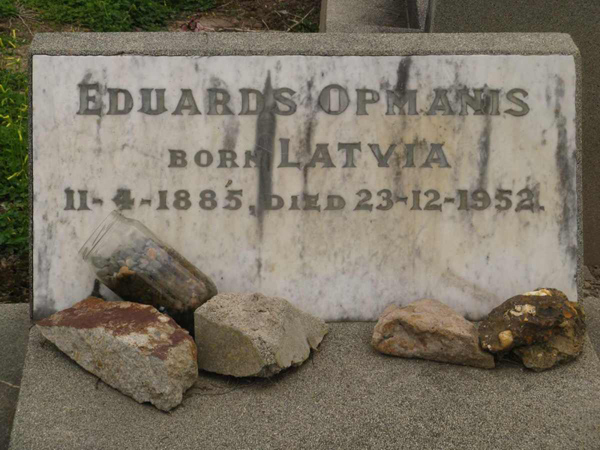 EDUARDS OPMANIS
BORN LATVIA
11-4-1885, DIED 23-12-1952.